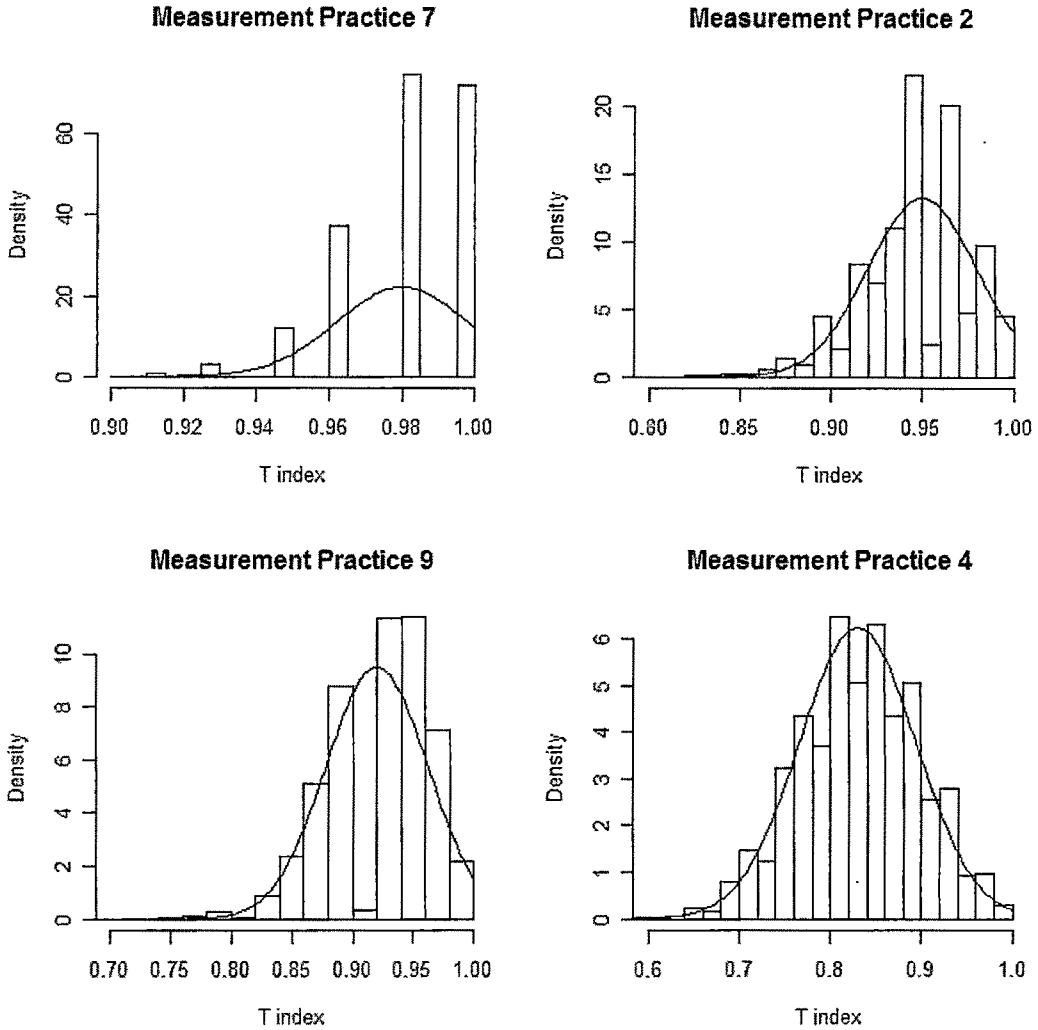 Measurement Practice 7
Density
0 20 40 60
0.90 0.92 0.94 0.96 0.98 1.00
T index
Measurement Practice 2
Density
0 5 10 15 20
0.80 0.85 0.90 0.95 1.00
T index
Measurement Practice 9
Density
0 2 4 6 8 10
0.70 0.75 0.80 0.85 0.90 0.95 1.00
T index
Measurement Practice 4
Density
0 1 2 3 4 5 6
0.6 0.7 0.8 0.9 1.0
T index